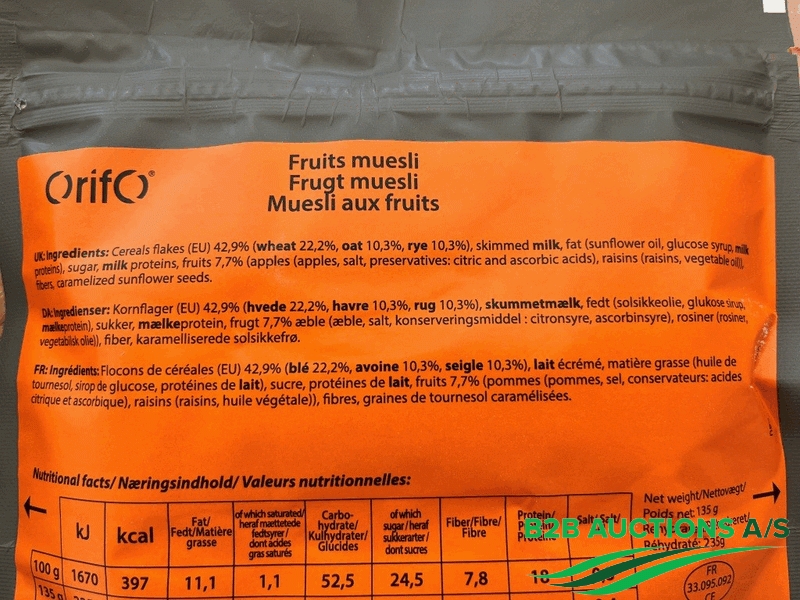 OrifO®
Fruits muesli
Frugt muesli
Muesli aux fruits
UK: Ingredients: Cereals flakes (EU) 42,9% (wheat 22,2%, oat 10,3%, rye 10,3%), skimmed milk, fat (sunflower oil, glucose syrup, milk
proteins), sugar, milk proteins, fruits 7,7% (apples (apples, salt, preservatives: citric and ascorbic acids), raisins (raisins, vegetable oil)),
fibers, caramelized sunflower seeds.
DK: Ingredienser: Kornflager (EU) 42,9% (hvede 22,2%, havre 10,3%, rug 10,3%), skummetmælk, fedt (solsikkeolie, glukose sirup,
mælkeprotein), sukker, mælkeprotein, frugt 7,7% æble (æble, salt, konserveringsmiddel : citronsyre, ascorbinsyre), rosiner (rosiner,
vegetablisk olie)), fiber, karamelliserede solsikkefrø.
FR: Ingrédients: Flocons de céréales (EU) 42,9% (blé 22,2%, avoine 10,3%, seigle 10,3%), lait écrémé, matière grasse (huile de
tournesol, sirop de glucose, protéines de lait), sucre, protéines de lait, fruits 7,7% (pommes (pommes, sel, conservateurs: acides
citrique et ascorbique), raisins (raisins, huile végétale)), fibres, graines de tournesol caramélisées.
Nutritional facts/ Næringsindhold/ Valeurs nutritionnelles:
kJ
kcal
Fat/
Fedt/Matière
grasse
of which saturated/
heraf mættetede
fedtsyrer/
dont acides
gras saturés
Carbo-
hydrate/
Kulhydrater/
Glucides
of which
sugar/heraf
sukkerarter/
dont sucres
Fiber/Fibre/
Fibre
Protein/
Salt/Salt/
Net weight/Nettovægt/
Poids net: 135 g
Réhydraté: 235g
100 g
1670
397
11,1
1,1
52,5
24,5
7,8
18
135 g
FR
33.095.092
CE
B2B AUCTIONS A/S